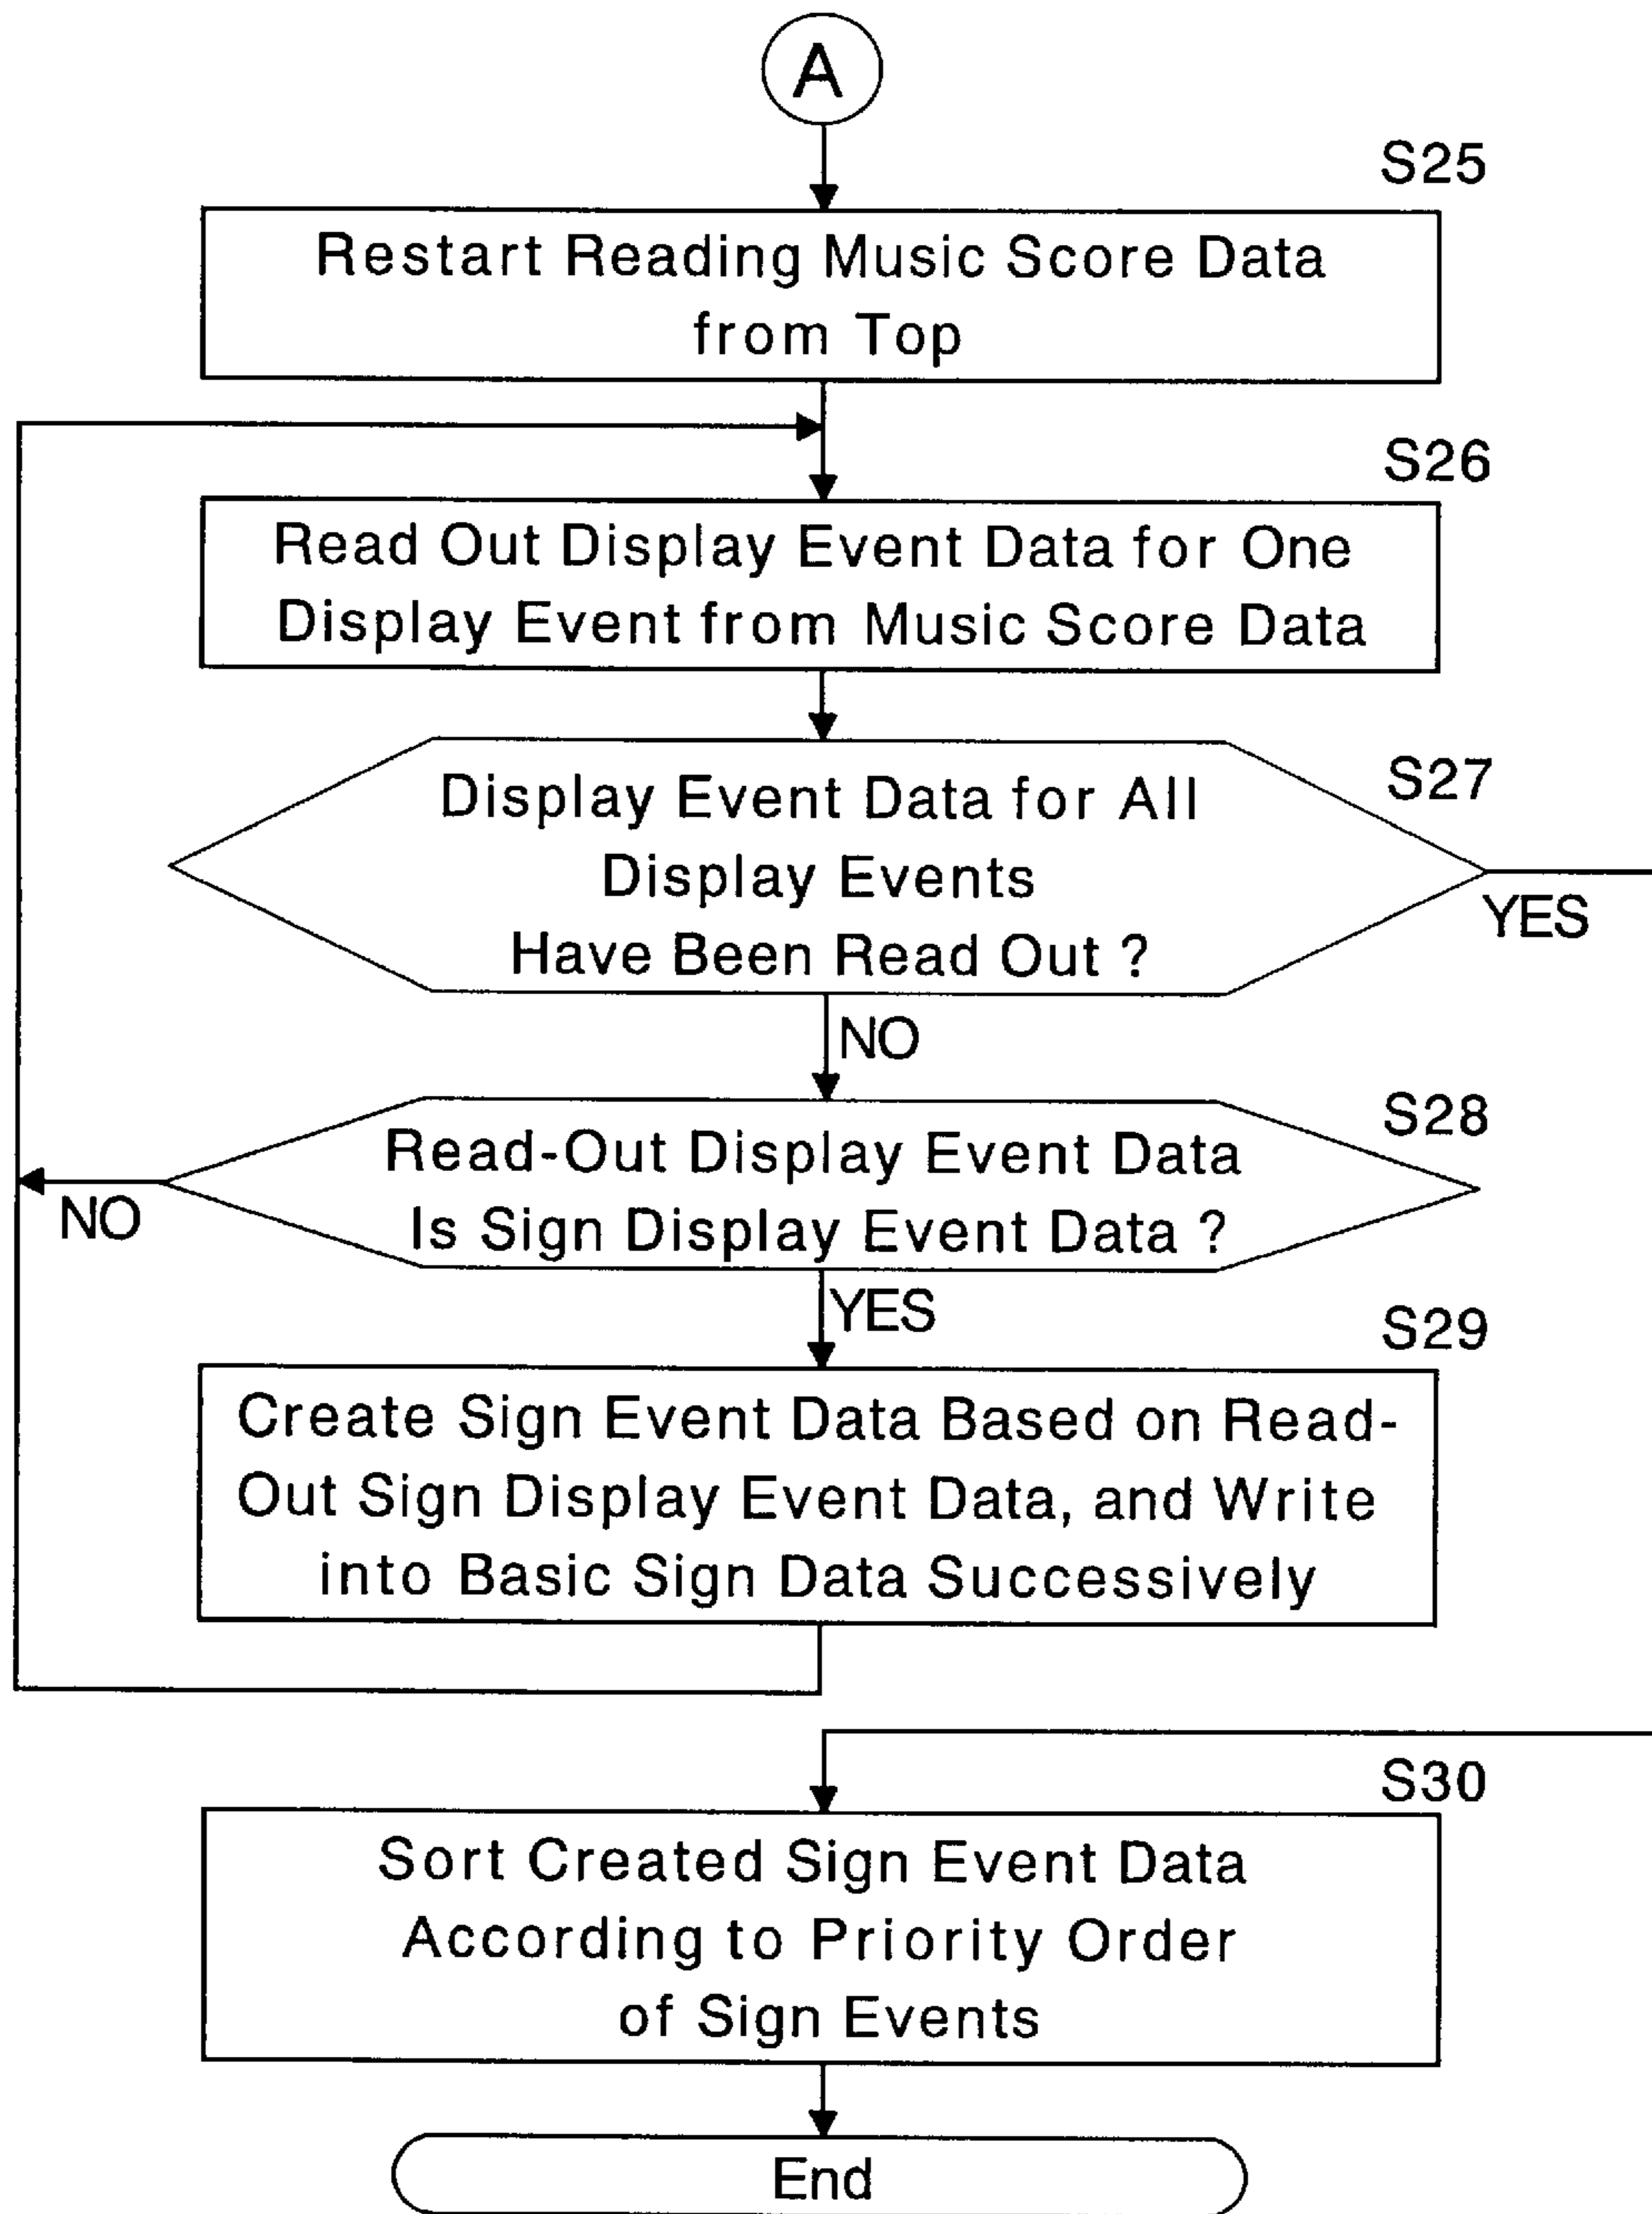 A
S25
Restart Reading Music Score Data
from Top
S26
Read Out Display Event Data for One
Display Event from Music Score Data
S27
Display Event Data for All
Display Events
Have Been Read Out ?
YES
NO
S28
Read-Out Display Event Data
Is Sign Display Event Data ?
NO
YES
S29
Create Sign Event Data Based on Read-
Out Sign Display Event Data, and Write
into Basic Sign Data Successively
S30
Sort Created Sign Event Data
According to Priority Order
of Sign Events
End